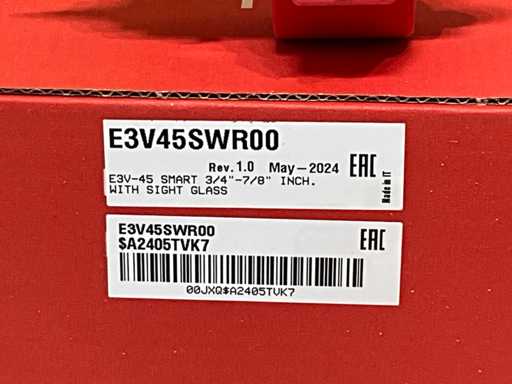 E3V45SWR00
Rev. 1.0 May-2024
EAC
Made in IT
E3V-45 SMART 3/4"-7/8" INCH.
WITH SIGHT GLASS
E3V45SWR00
$A2405TVK7
EAC
00JXQ$A2405TVK7